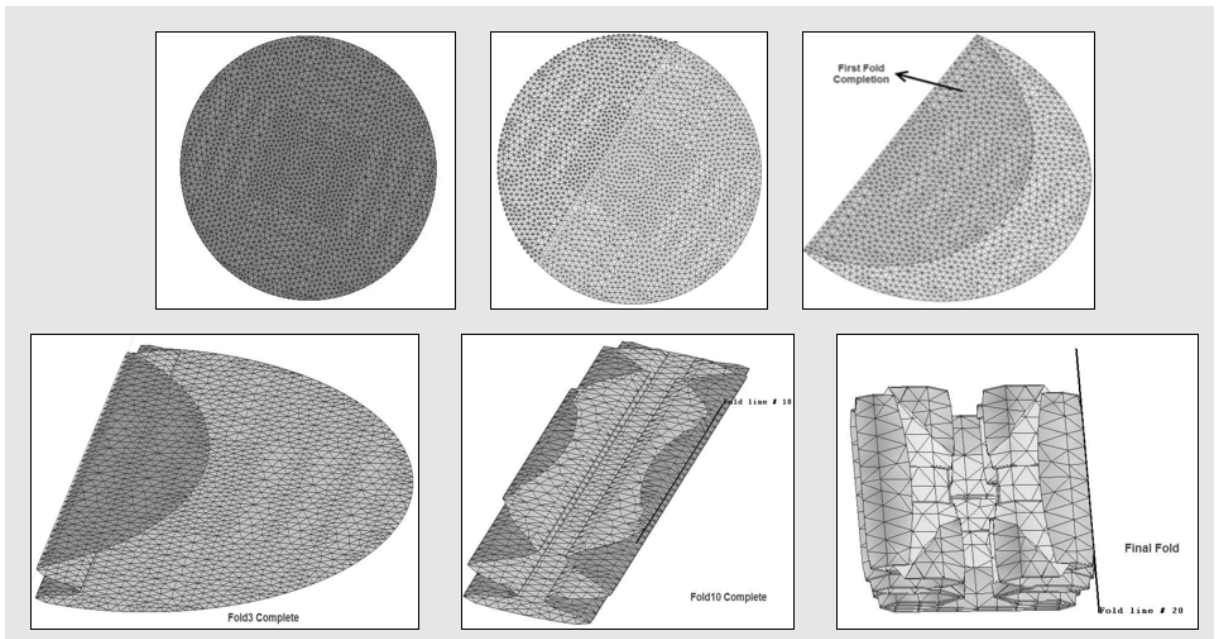 First Fold
Completion
Fold3 Complete
Fold line # 10
Fold10 Complete
Final Fold
Fold line # 20